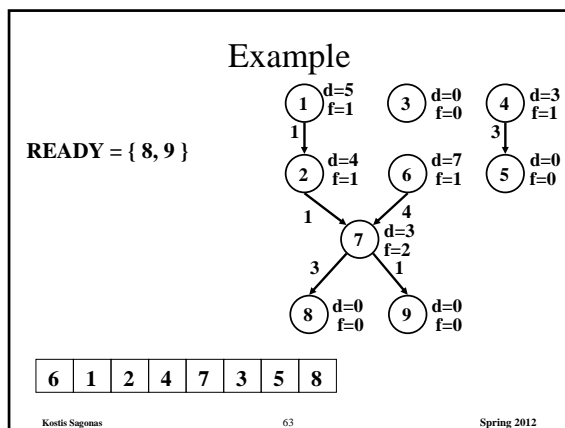 Example
1 d=5 f=1 3 d=0 f=0 4 d=3 f=1
1 3
READY = { 8, 9 }
2 d=4 f=1 6 d=7 f=1 5 d=0 f=0
1 4
7 d=3 f=2
3 1
8 d=0 f=0 9 d=0 f=0
6 1 2 4 7 3 5 8
Kostis Sagonas 63 Spring 2012